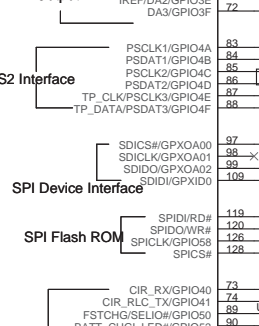 DA3/GPIO3F 72
PSCLK1/GPIO4A 83
PSDAT1/GPIO4B 84
PSCLK2/GPIO4C 85
S2 Interface
PSDAT2/GPIO4D 86
TP_CLK/PSCLK3/GPIO4E 87
TP_DATA/PSDAT3/GPIO4F 88
SDICS#/GPXOA00 97
SDICLK/GPXOA01 98
SDIDO/GPXOA02 99
SDIDI/GPXID0 109
SPI Device Interface
SPIDI/RD# 119
SPIDO/WR# 120
SPI Flash ROM
SPICLK/GPIO58 126
SPICS# 128
CIR_RX/GPIO40 73
CIR_RLC_TX/GPIO41 74
FSTCHG/SELIO#/GPIO50 89
90